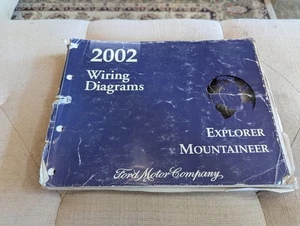 2002
Wiring
Diagrams
EXPLORER
MOUNTAINEER
Ford Motor Company